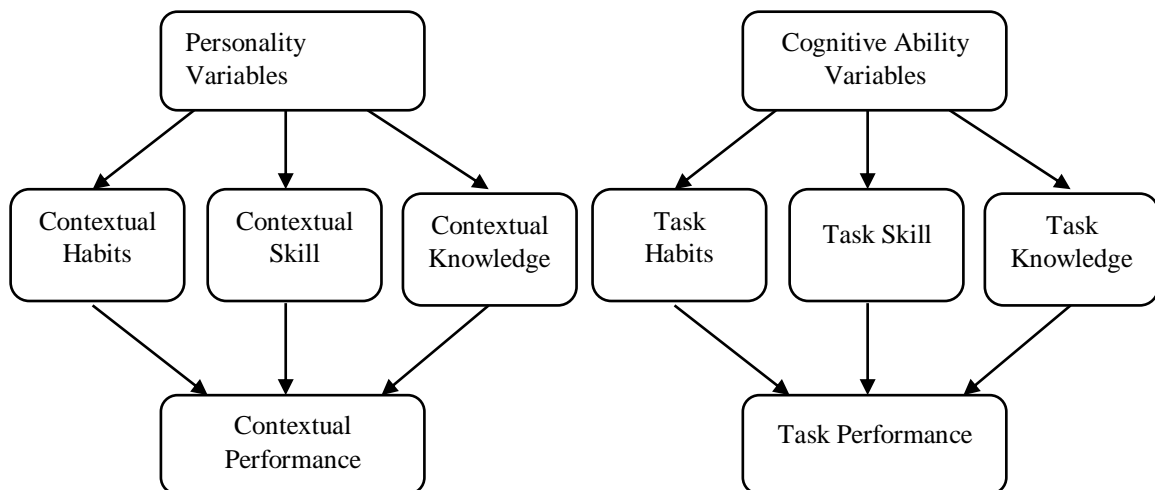 Personality
Variables
Cognitive Ability
Variables
Contextual
Habits
Contextual
Skill
Contextual
Knowledge
Task
Habits
Task Skill
Task
Knowledge
Contextual
Performance
Task Performance